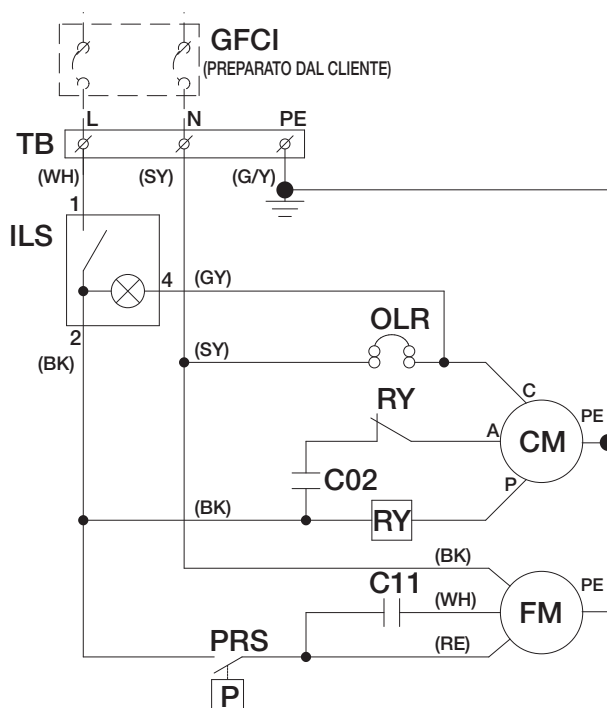 GFCI
(PREPARATO DAL CLIENTE)
L N PE
TB
(WH) (SY) (G/Y)
1
ILS
4 (GY)
2
OLR
(BK) (SY)
C
RY
A CM PE
C02
P
(BK) RY
(BK)
C11
PE
(WH) FM
PRS (RE)
P